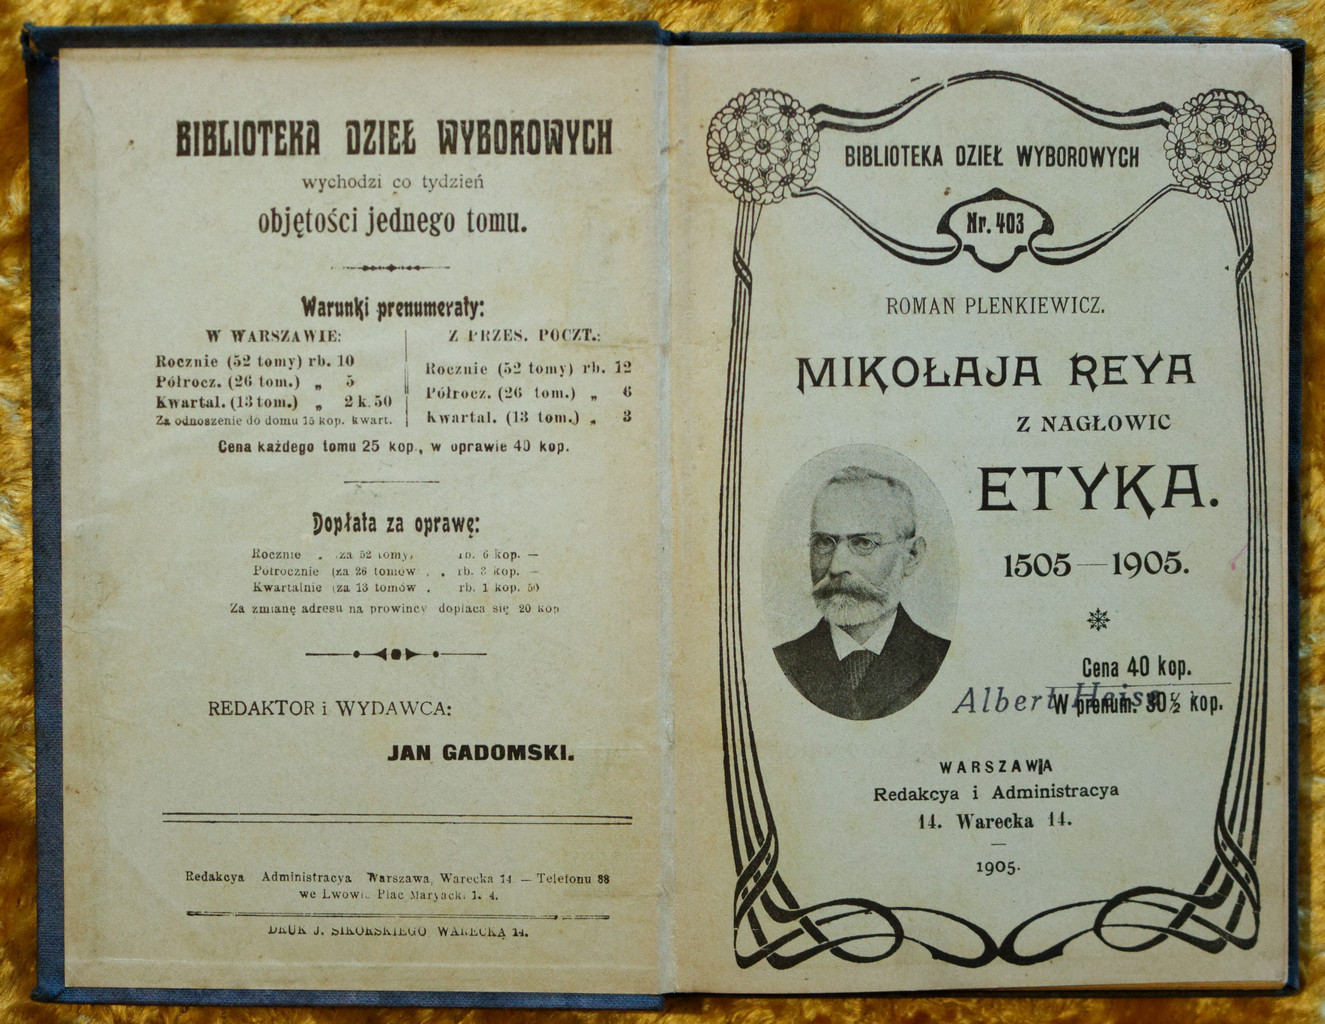 BIBLIOTEKA DZIEŁ WYBOROWYCH
wychodzi co tydzień
objętości jednego tomu.
Warunki prenumeraty:
W WARSZAWIE:
Rocznie (52 tomy) rb. 10
Półrocz. (26 tom.) „ 5
Kwartal. (13 tom.) „ 2 k. 50
Za odnoszenie do domu 15 kop. kwart.
Z PRZES. POCZT.:
Rocznie (52 tomy) rb. 12
Półrocz. (26 tom.) „ 6
Kwartal. (13 tom.) „ 3
Cena każdego tomu 25 kop., w oprawie 40 kop.
Dopłata za oprawę:
Rocznie . (za 52 tomy, rb. 6 kop. —
Półrocznie (za 26 tomów . . rb. 3 kop. —
Kwartalnie (za 13 tomów . rb. 1 kop. 50
Za zmianę adresu na prowincy dopłaca się 20 kop
REDAKTOR i WYDAWCA:
JAN GADOMSKI.
Redakcya Administracya Warszawa, Warecka 14 — Telefonu 88
we Lwowie Plac Maryacki l. 4.
DRUK J. SIKORSKIEGO, WARECKA 14.
BIBLIOTEKA DZIEŁ WYBOROWYCH
Nr. 403
ROMAN PLENKIEWICZ.
MIKOŁAJA REYA
Z NAGŁOWIC
ETYKA.
1505—1905.
Cena 40 kop.
Albert
W prenum. 30½ kop.
WARSZAWA
Redakcya i Administracya
14. Warecka 14.
1905.